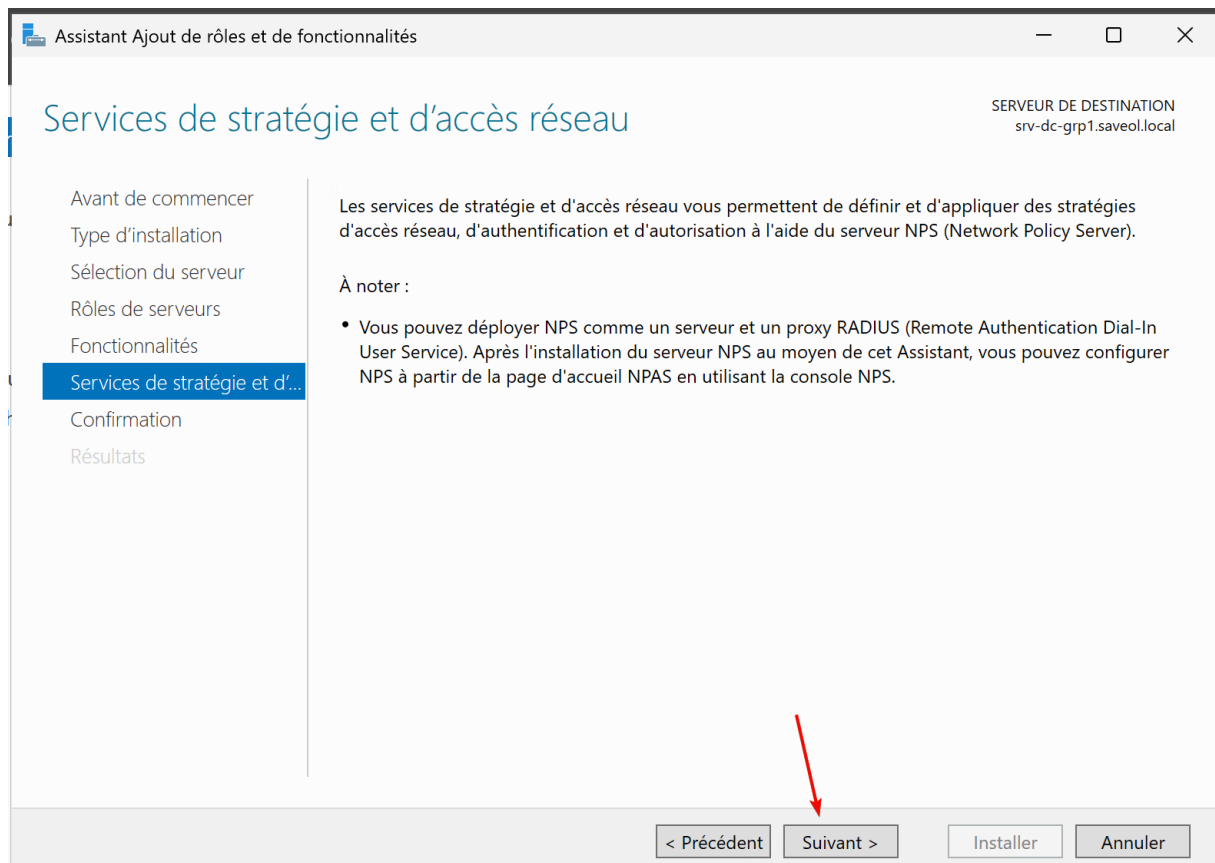 Assistant Ajout de rôles et de fonctionnalités
Services de stratégie et d’accès réseau
SERVEUR DE DESTINATION
srv-dc-grp1.saveol.local
Avant de commencer
Type d’installation
Sélection du serveur
Rôles de serveurs
Fonctionnalités
Services de stratégie et d’...
Confirmation
Résultats
Les services de stratégie et d'accès réseau vous permettent de définir et d'appliquer des stratégies
d'accès réseau, d'authentification et d'autorisation à l'aide du serveur NPS (Network Policy Server).
À noter :
• Vous pouvez déployer NPS comme un serveur et un proxy RADIUS (Remote Authentication Dial-In
User Service). Après l'installation du serveur NPS au moyen de cet Assistant, vous pouvez configurer
NPS à partir de la page d'accueil NPAS en utilisant la console NPS.
< Précédent
Suivant >
Installer
Annuler